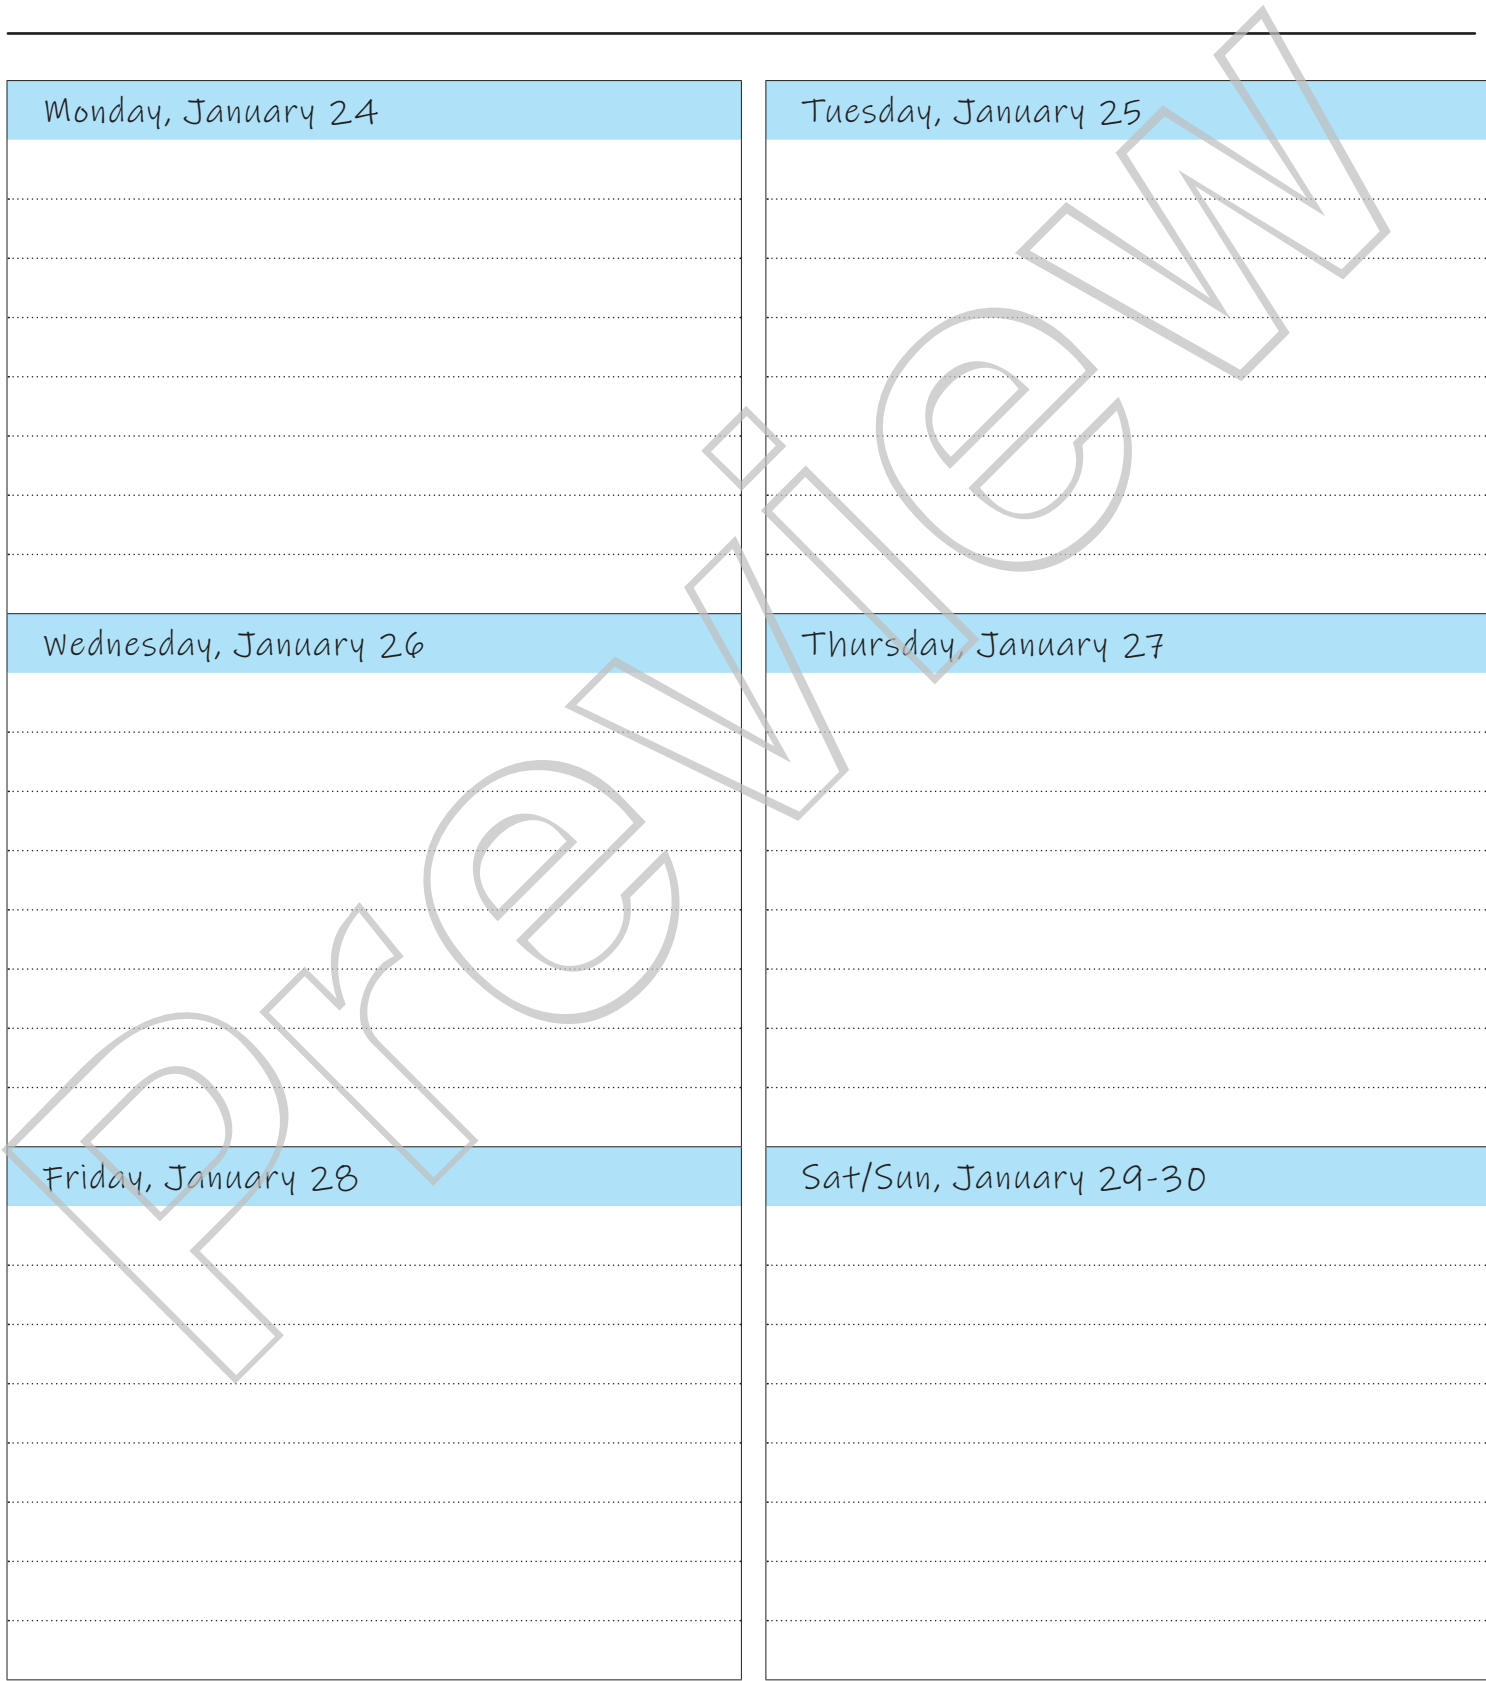 Monday, January 24
Tuesday, January 25
Wednesday, January 26
Thursday, January 27
Friday, January 28
Sat/Sun, January 29-30
Preview